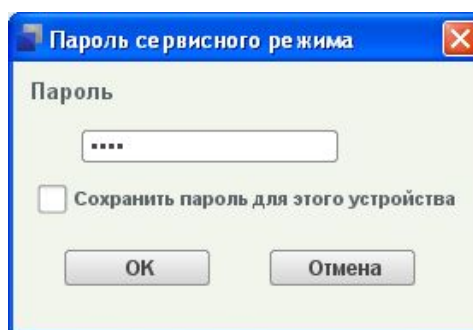 Пароль сервисного режима
Пароль
••••
Сохранить пароль для этого устройства
OK
Отмена